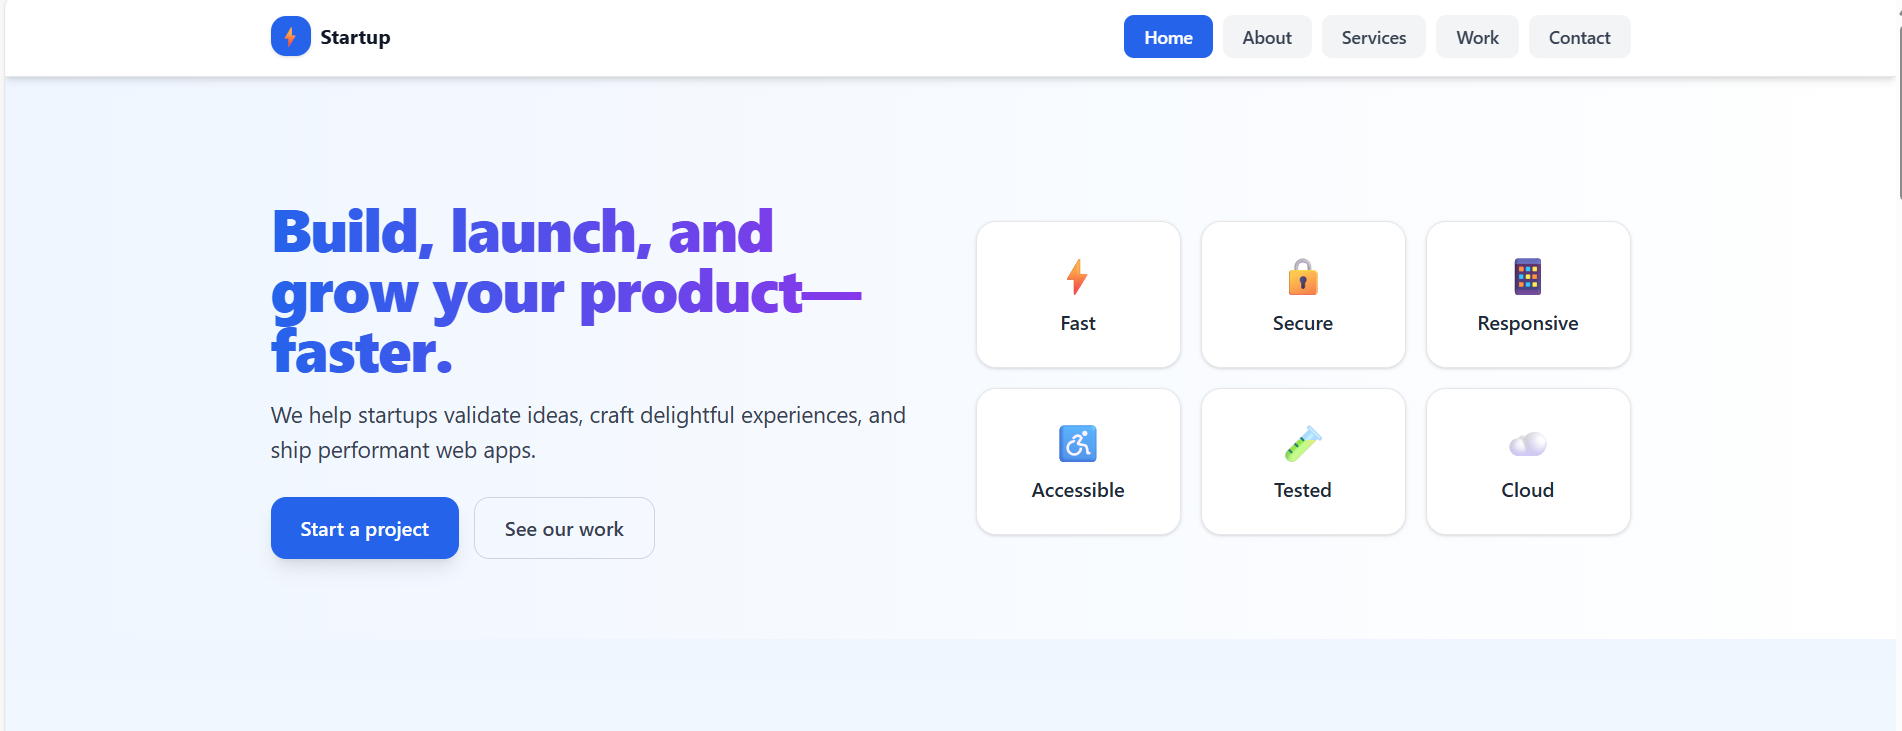 Startup
Home
About
Services
Work
Contact
Build, launch, and
grow your product—
faster.
We help startups validate ideas, craft delightful experiences, and
ship performant web apps.
Start a project
See our work
Fast
Secure
Responsive
Accessible
Tested
Cloud